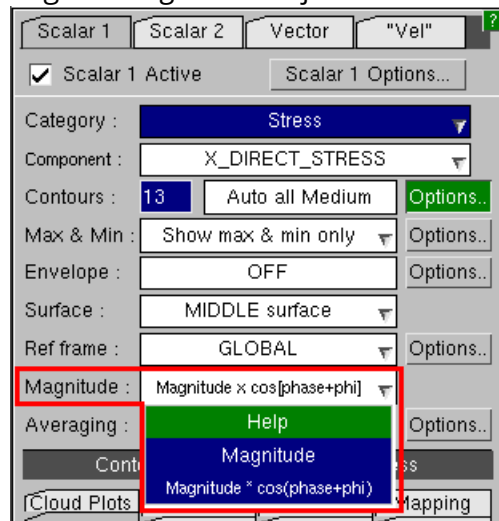 Scalar 1 Scalar 2 Vector "Vel" ?
Scalar 1 Active Scalar 1 Options...
Category : Stress
Component : X_DIRECT_STRESS
Contours : 13 Auto all Medium Options..
Max & Min : Show max & min only Options..
Envelope : OFF Options..
Surface : MIDDLE surface
Ref frame : GLOBAL Options..
Magnitude : Magnitude x cos[phase+phi]
Averaging : Help Options..
Cont Magnitude ss
Magnitude * cos(phase+phi)
Cloud Plots Mapping